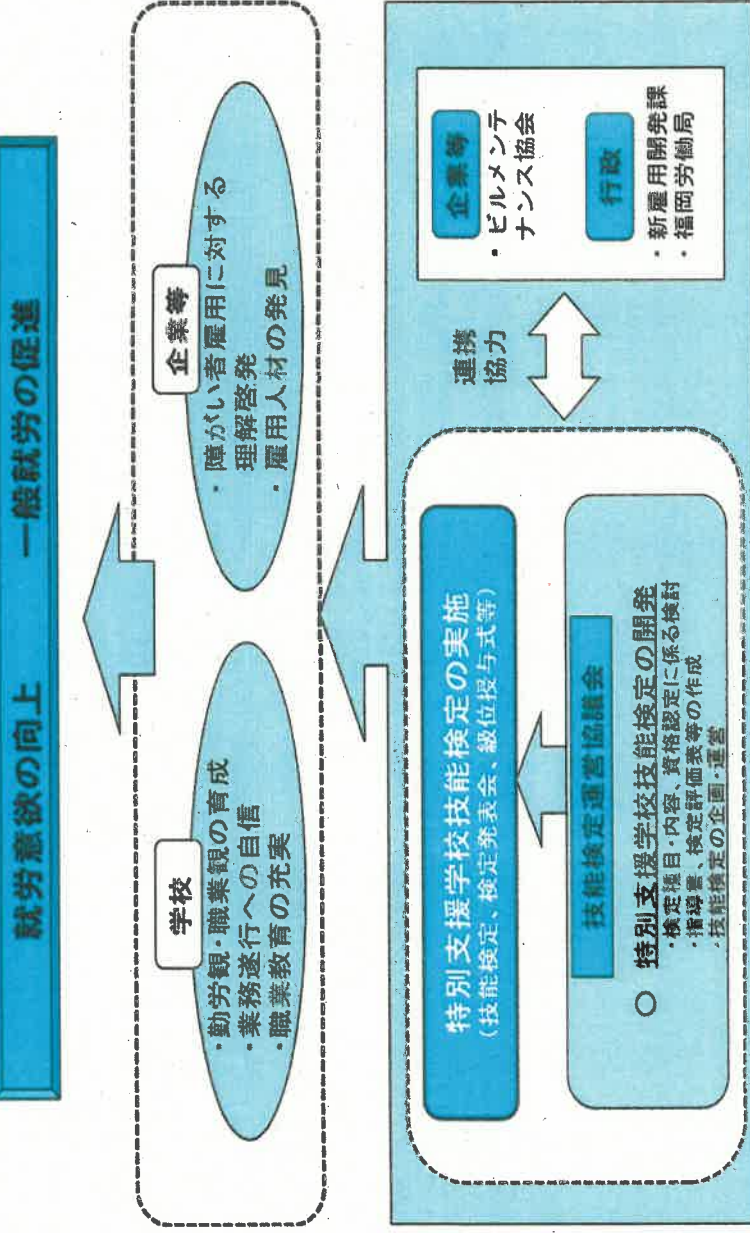 就労意欲の向上　　一般就労の促進
学校
・勤労観・職業観の育成
・業務遂行への自信
・職業教育の充実
企業等
・障がい者雇用に対する
理解啓発
・雇用人材の発見
特別支援学校技能検定の実施
(技能検定、検定発表会、級位授与式等)
技能検定運営協議会
○ 特別支援学校技能検定の開発
・検定種目・内容、資格認定に係る検討
・指導書、検定評価表等の作成
・技能検定の企画・運営
連携
協力
企業等
・ビルメンテ
ナンス協会
行政
・新雇用開発課
・福岡労働局